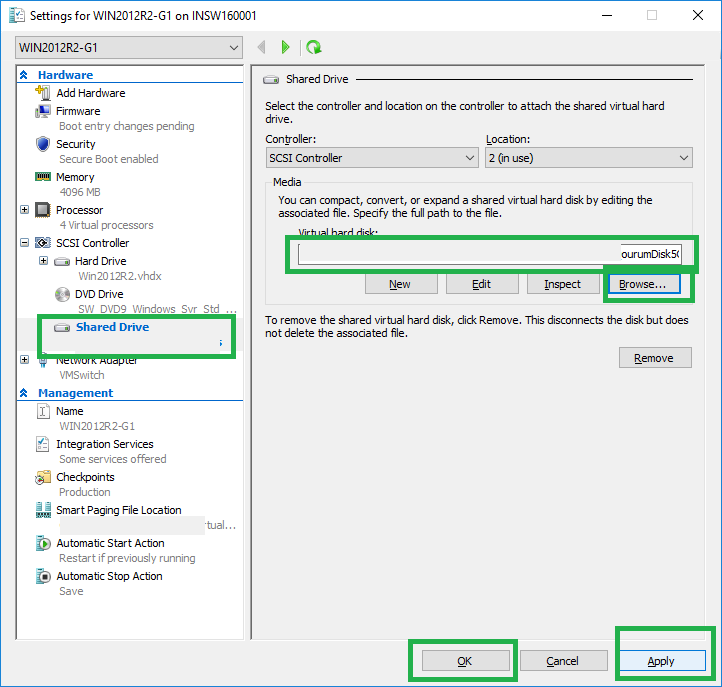 Settings for WIN2012R2-G1 on INSW160001
WIN2012R2-G1
Hardware
Add Hardware
Firmware
Boot entry changes pending
Security
Secure Boot enabled
Memory
4096 MB
Processor
4 Virtual processors
SCSI Controller
Hard Drive
Win2012R2.vhdx
DVD Drive
SW_DVD9_Windows_Svr_Std_...
Shared Drive
Network Adapter
VMSwitch
Management
Name
WIN2012R2-G1
Integration Services
Some services offered
Checkpoints
Production
Smart Paging File Location
rtual...
Automatic Start Action
Restart if previously running
Automatic Stop Action
Save
Shared Drive
Select the controller and location on the controller to attach the shared virtual hard
drive.
Controller: Location:
SCSI Controller 2 (in use)
Media
You can compact, convert, or expand a shared virtual hard disk by editing the
associated file. Specify the full path to the file.
Virtual hard disk:
ourumDisk50
New Edit Inspect Browse...
To remove the shared virtual hard disk, click Remove. This disconnects the disk but does
not delete the associated file.
Remove
OK Cancel Apply